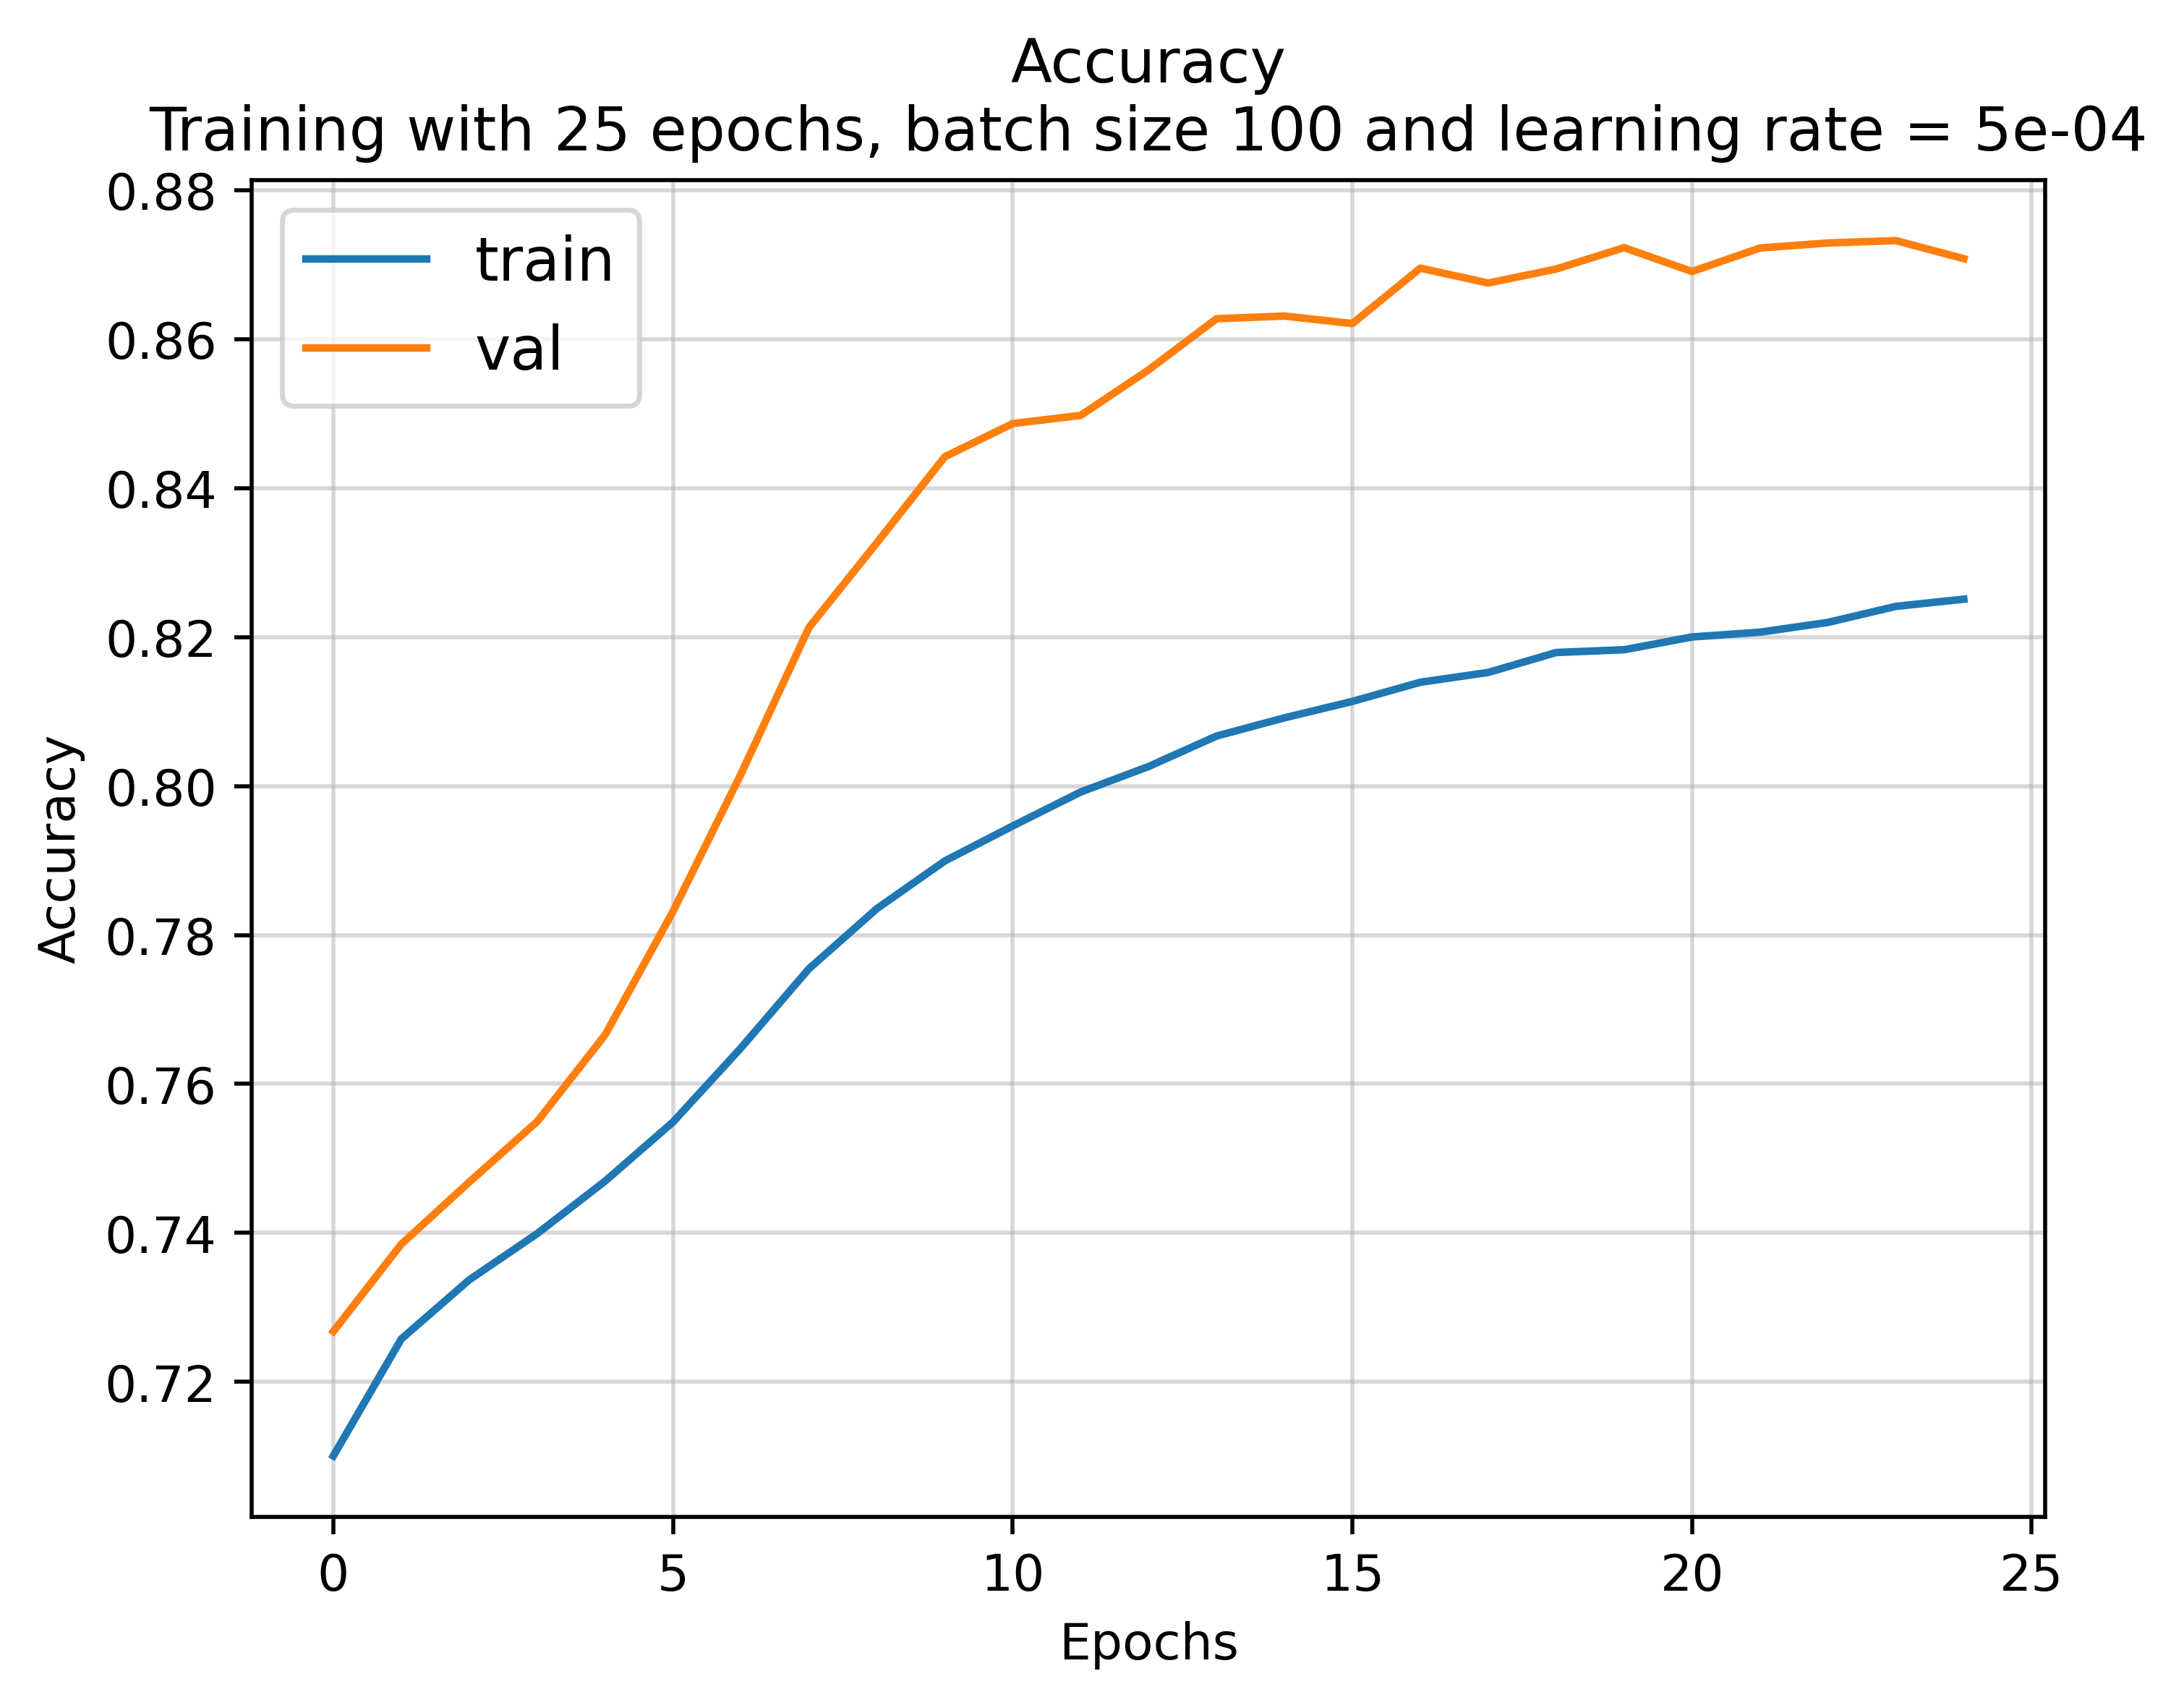 Accuracy
Training with 25 epochs, batch size 100 and learning rate = 5e-04
train
val
0.88
0.86
0.84
0.82
0.80
0.78
0.76
0.74
0.72
Accuracy
0 5 10 15 20 25
Epochs